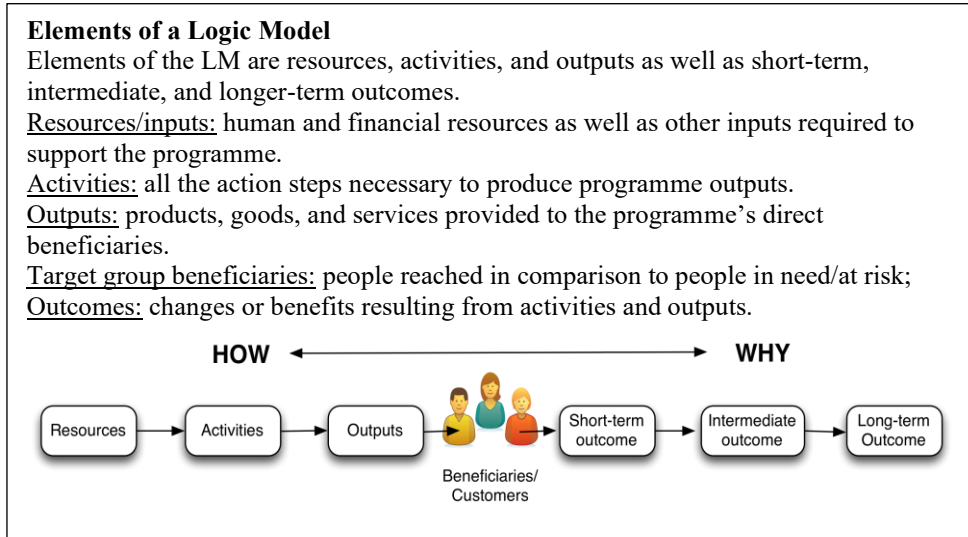 Elements of a Logic Model
Elements of the LM are resources, activities, and outputs as well as short-term,
intermediate, and longer-term outcomes.
Resources/inputs: human and financial resources as well as other inputs required to
support the programme.
Activities: all the action steps necessary to produce programme outputs.
Outputs: products, goods, and services provided to the programme’s direct
beneficiaries.
Target group beneficiaries: people reached in comparison to people in need/at risk;
Outcomes: changes or benefits resulting from activities and outputs.
HOW WHY
Resources
Activities
Outputs
Beneficiaries/
Customers
Short-term
outcome
Intermediate
outcome
Long-term
Outcome